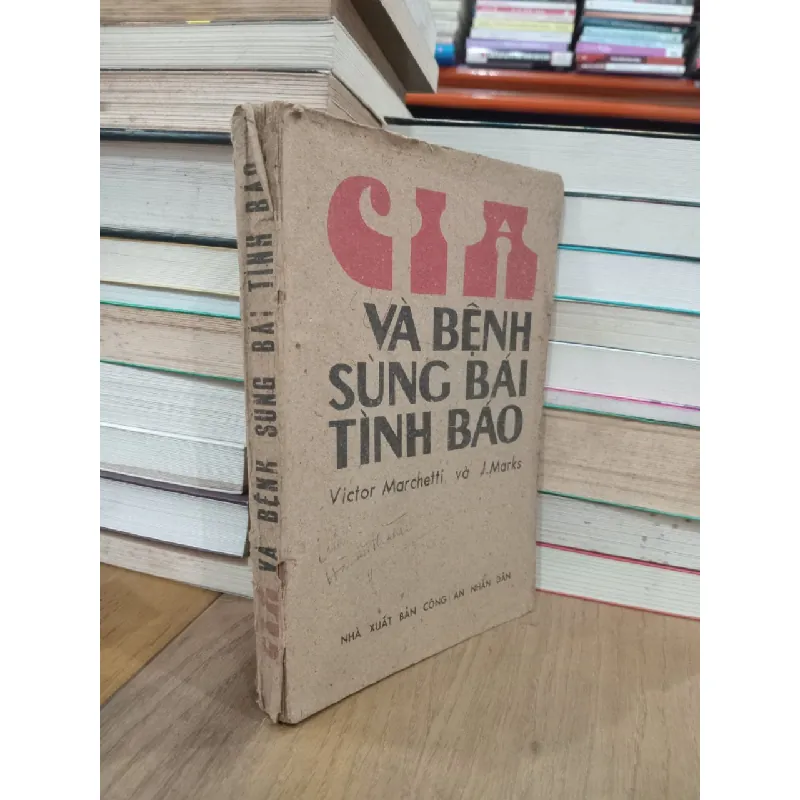 CIA
VÀ BỆNH
SÙNG BÁI
TÌNH BÁO
Victor Marchetti và J.Marks
NHÀ XUẤT BẢN CÔNG AN NHÂN DÂN
CIA VÀ BỆNH SÙNG BÁI TÌNH BÁO